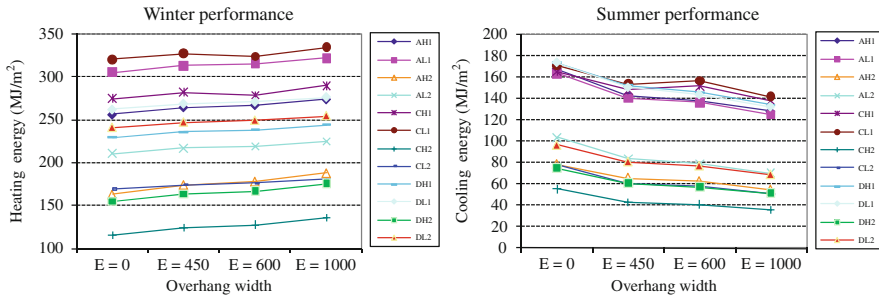 Winter performance
Heating energy (MJ/m²)
350
300
250
200
150
100
E = 0 E = 450 E = 600 E = 1000
Overhang width
AH1
AL1
AH2
AL2
CH1
CL1
CH2
CL2
DH1
DL1
DH2
DL2
Summer performance
Cooling energy (MJ/m²)
200
180
160
140
120
100
80
60
40
20
0
E = 0 E = 450 E = 600 E = 1000
Overhang width
AH1
AL1
AH2
AL2
CH1
CL1
CH2
CL2
DH1
DL1
DH2
DL2